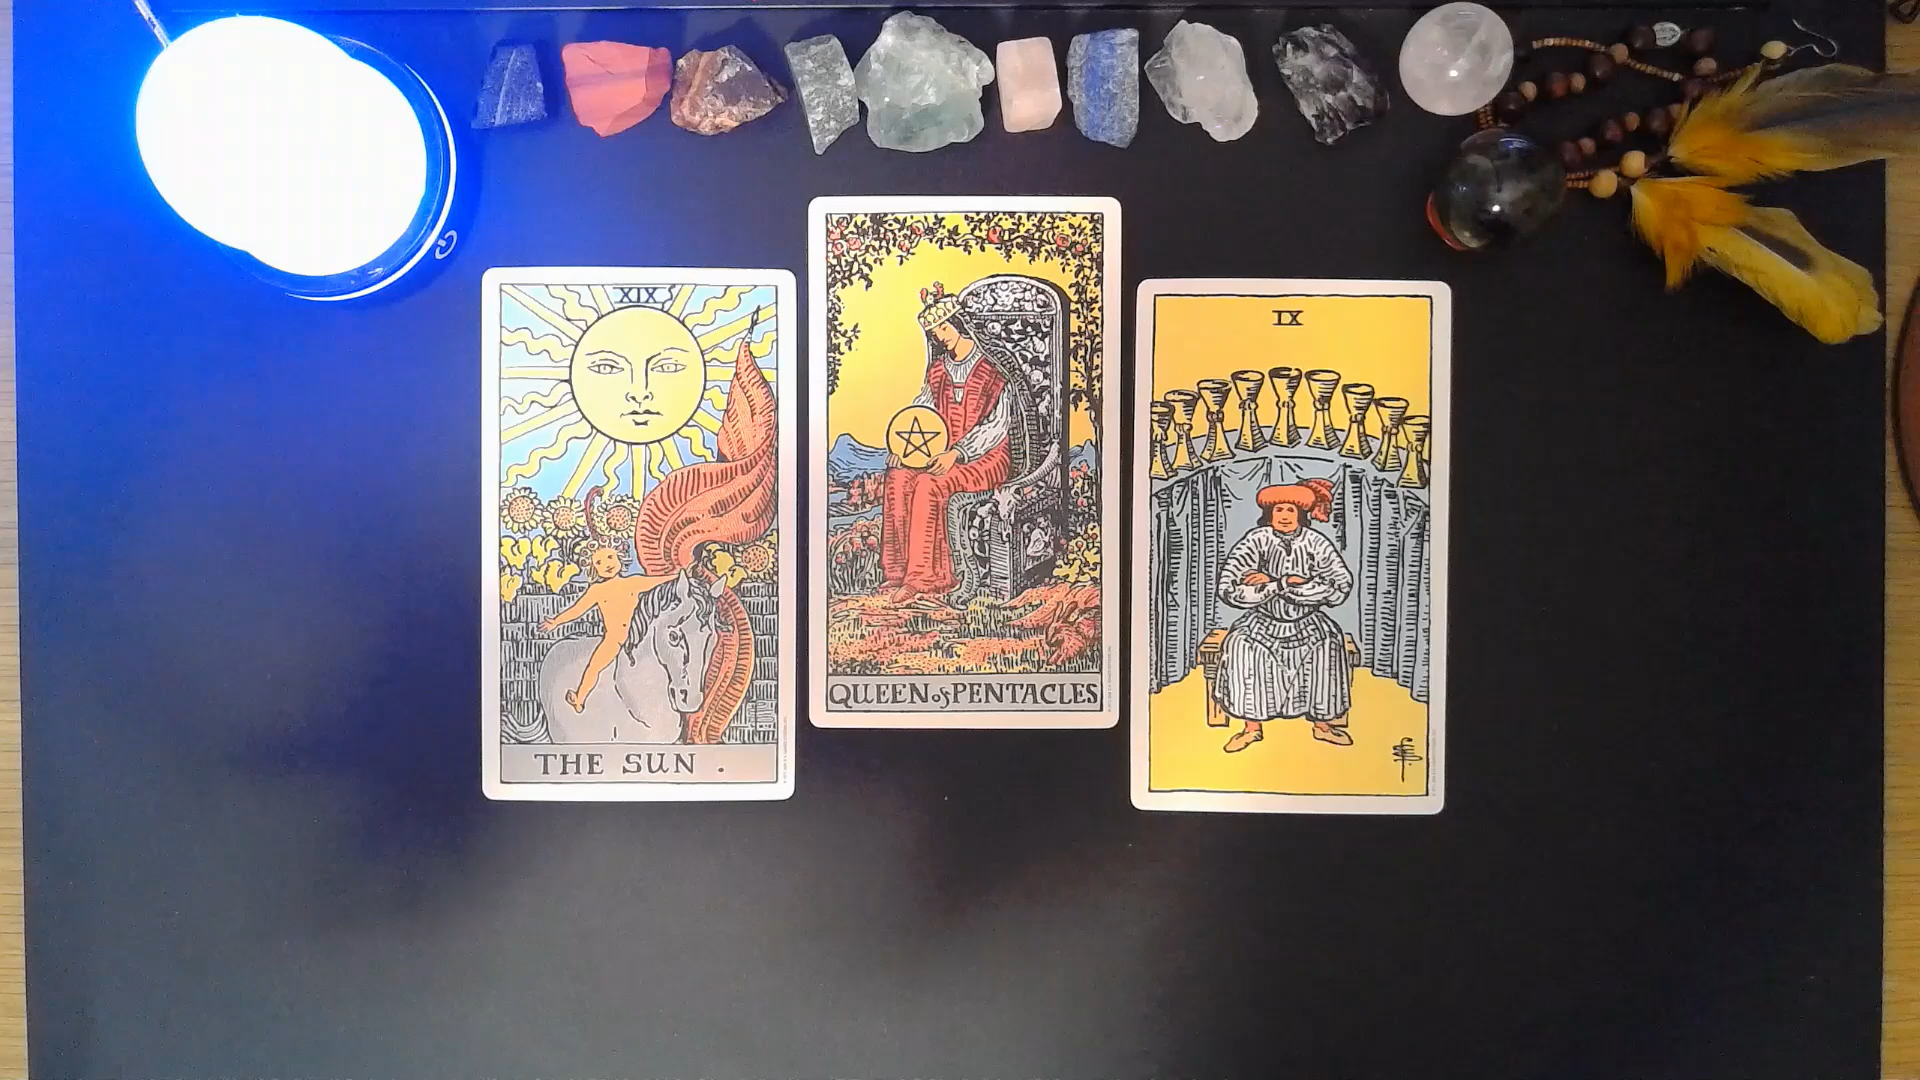 XIX
THE SUN .
QUEEN of PENTACLES
IX